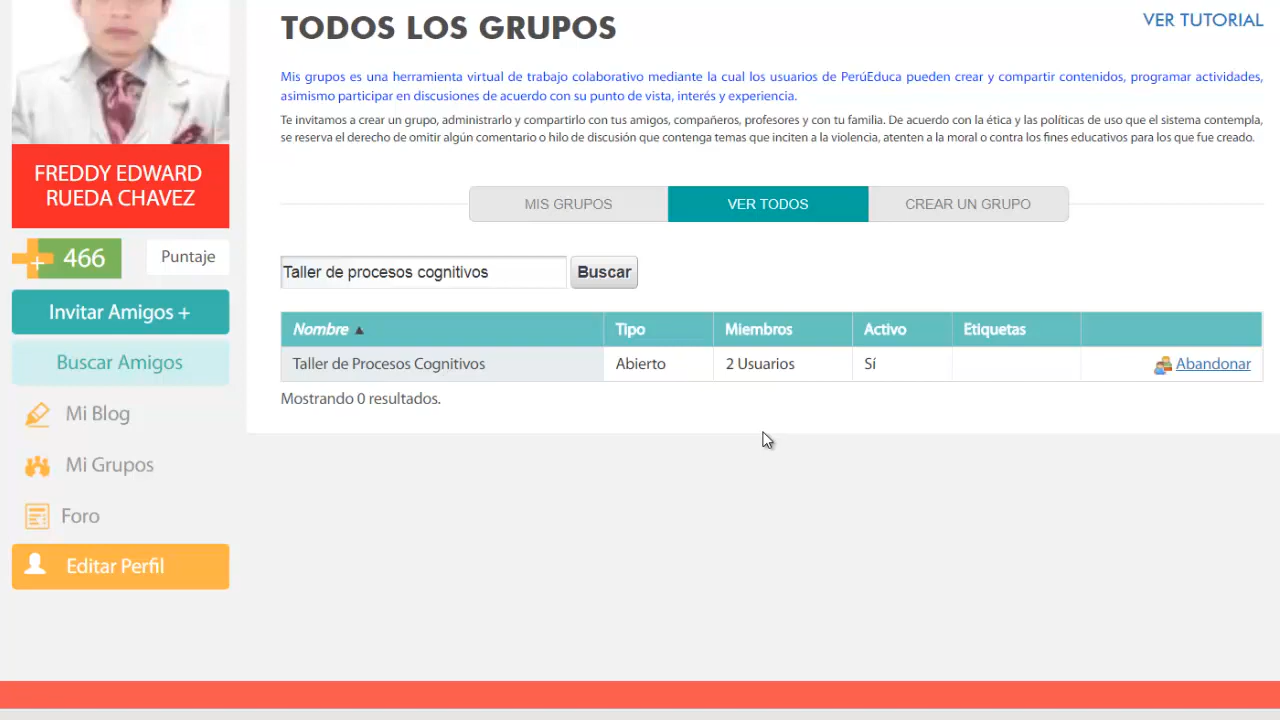 TODOS LOS GRUPOS
VER TUTORIAL
Mis grupos es una herramienta virtual de trabajo colaborativo mediante la cual los usuarios de PerúEduca pueden crear y compartir contenidos, programar actividades,
asimismo participar en discusiones de acuerdo con su punto de vista, interés y experiencia.
Te invitamos a crear un grupo, administrarlo y compartirlo con tus amigos, compañeros, profesores y con tu familia. De acuerdo con la ética y las políticas de uso que el sistema contempla,
se reserva el derecho de omitir algún comentario o hilo de discusión que contenga temas que inciten a la violencia, atenten a la moral o contra los fines educativos para los que fue creado.
FREDDY EDWARD
RUEDA CHAVEZ
466 Puntaje
Invitar Amigos +
Buscar Amigos
Mi Blog
Mi Grupos
Foro
Editar Perfil
MIS GRUPOS VER TODOS CREAR UN GRUPO
Taller de procesos cognitivos Buscar
Nombre ▲ Tipo Miembros Activo Etiquetas
Taller de Procesos Cognitivos Abierto 2 Usuarios Sí Abandonar
Mostrando 0 resultados.